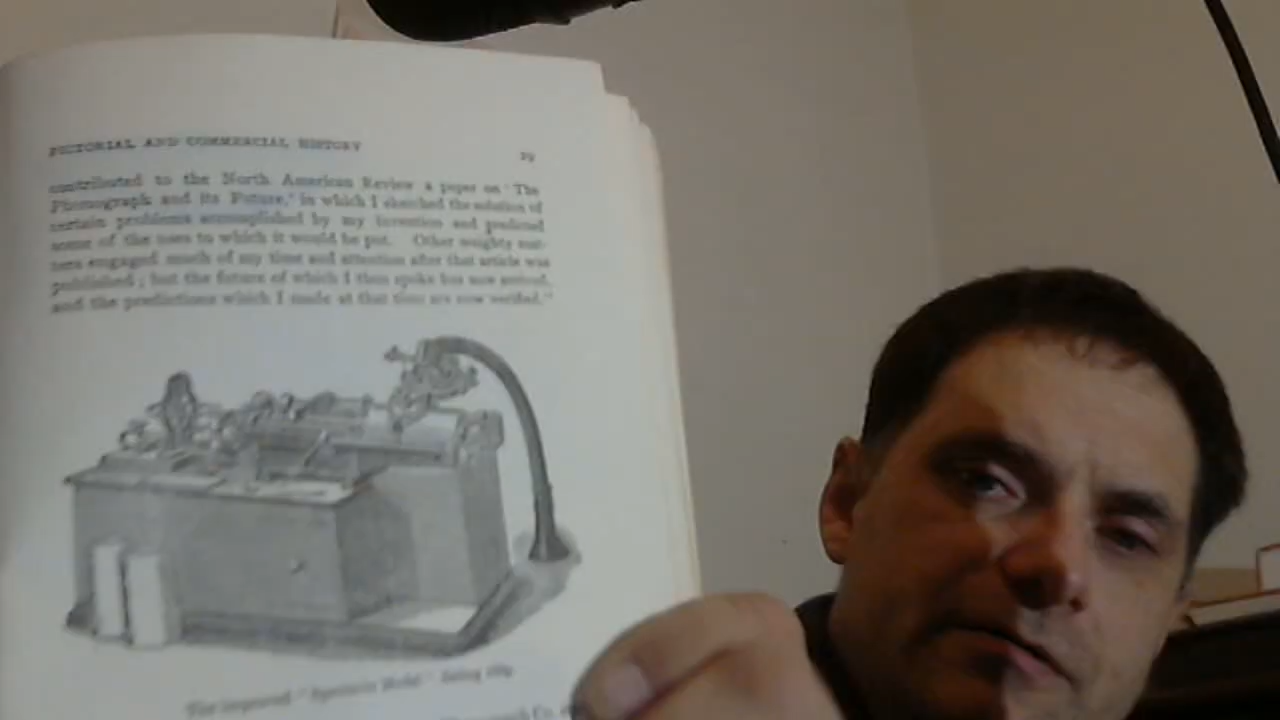 PICTORIAL AND COMMERCIAL HISTORY
29
contributed to the North American Review a paper on "The
Phonograph and its Future," in which I sketched the solution of
certain problems accomplished by my invention and predicted
some of the uses to which it would be put. Other weighty mat-
ters engaged much of my time and attention after that article was
published; but the future of which I then spoke has now arrived,
and the predictions which I made at that time are now verified."
The improved "Spectacle Model"